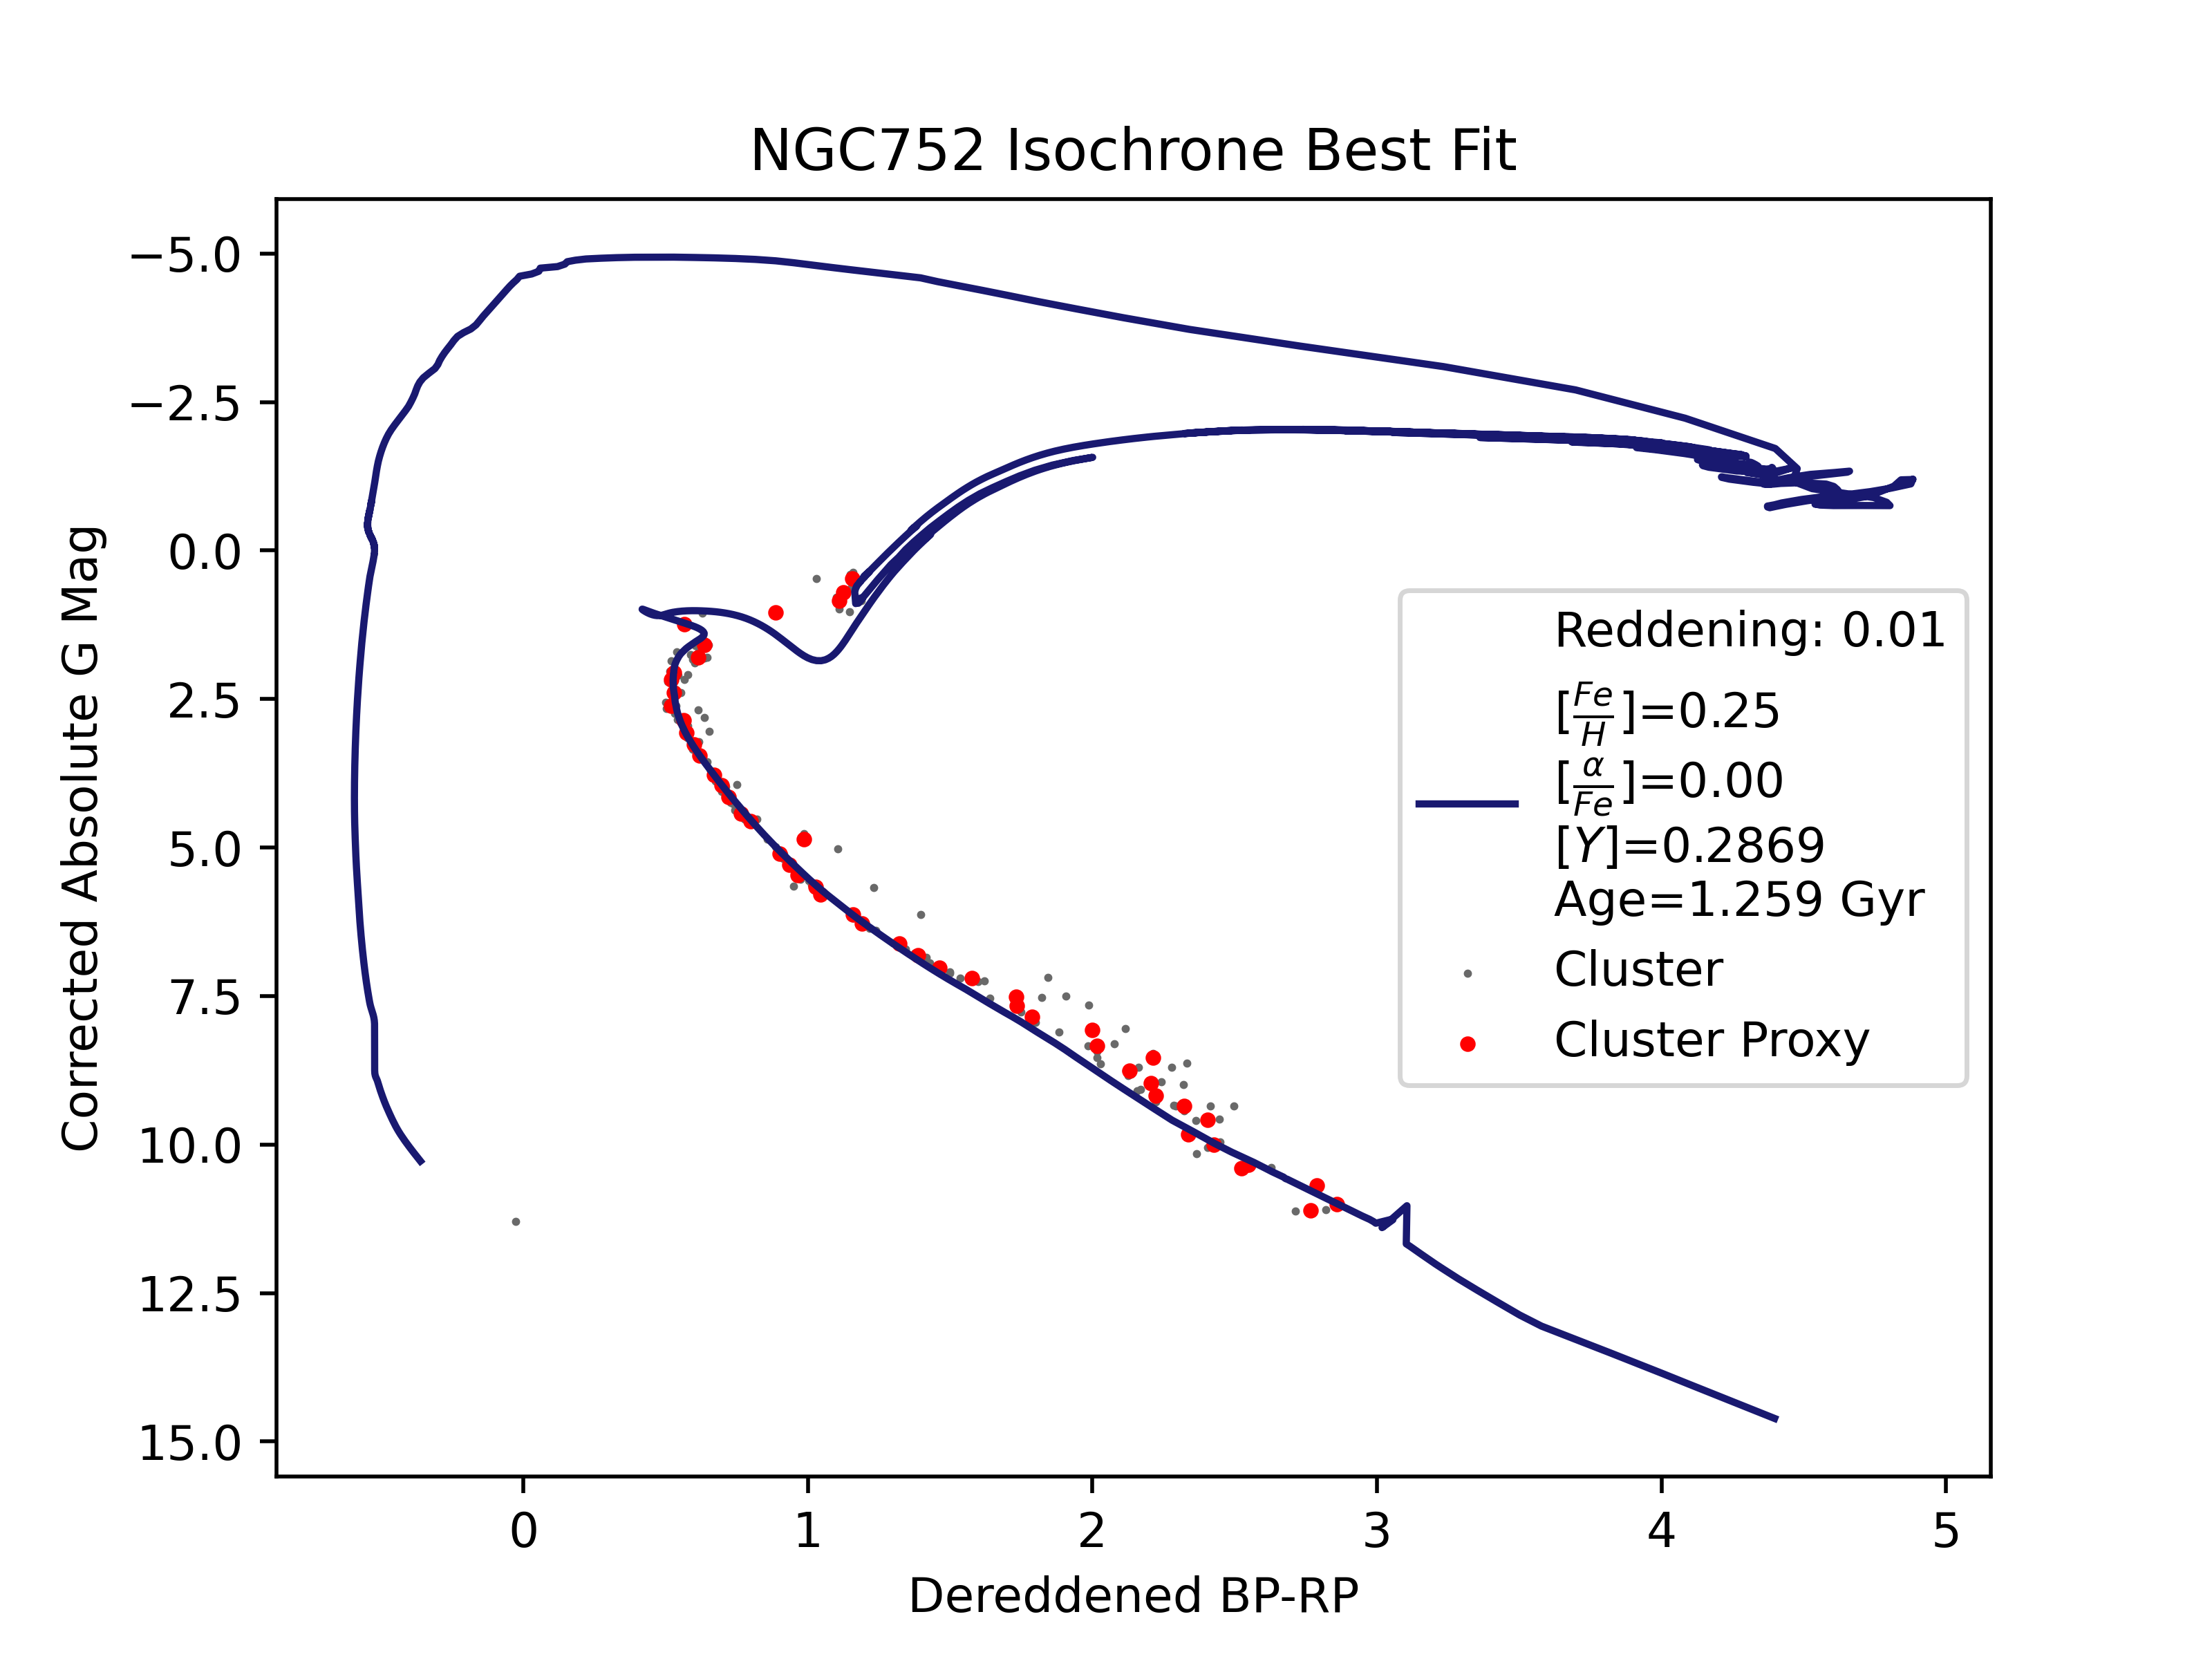 NGC752 Isochrone Best Fit
Corrected Absolute G Mag
−5.0
−2.5
0.0
2.5
5.0
7.5
10.0
12.5
15.0
Reddening: 0.01
[Fe/H]=0.25
[α/Fe]=0.00
[Y]=0.2869
Age=1.259 Gyr
Cluster
Cluster Proxy
0 1 2 3 4 5
Dereddened BP-RP